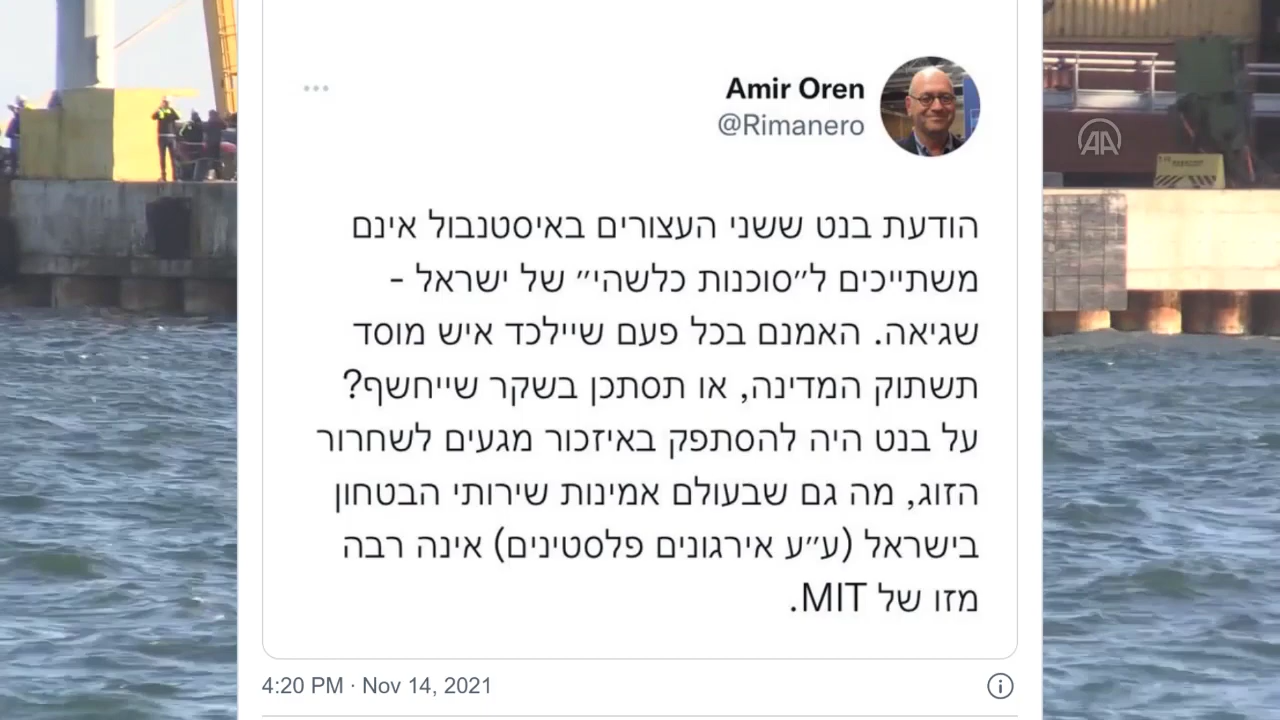 Amir Oren
@Rimanero
AA
הודעת בנט ששני העצורים באיסטנבול אינם
משתייכים ל״סוכנות כלשהי״ של ישראל -
שגיאה. האמנם בכל פעם שיילכד איש מוסד
תשתוק המדינה, או תסתכן בשקר שייחשף?
על בנט היה להסתפק באיזכור מגעים לשחרור
הזוג, מה גם שבעולם אמינות שירותי הבטחון
בישראל (ע״ע אירגונים פלסטינים) אינה רבה
מזו של MIT.
4:20 PM · Nov 14, 2021